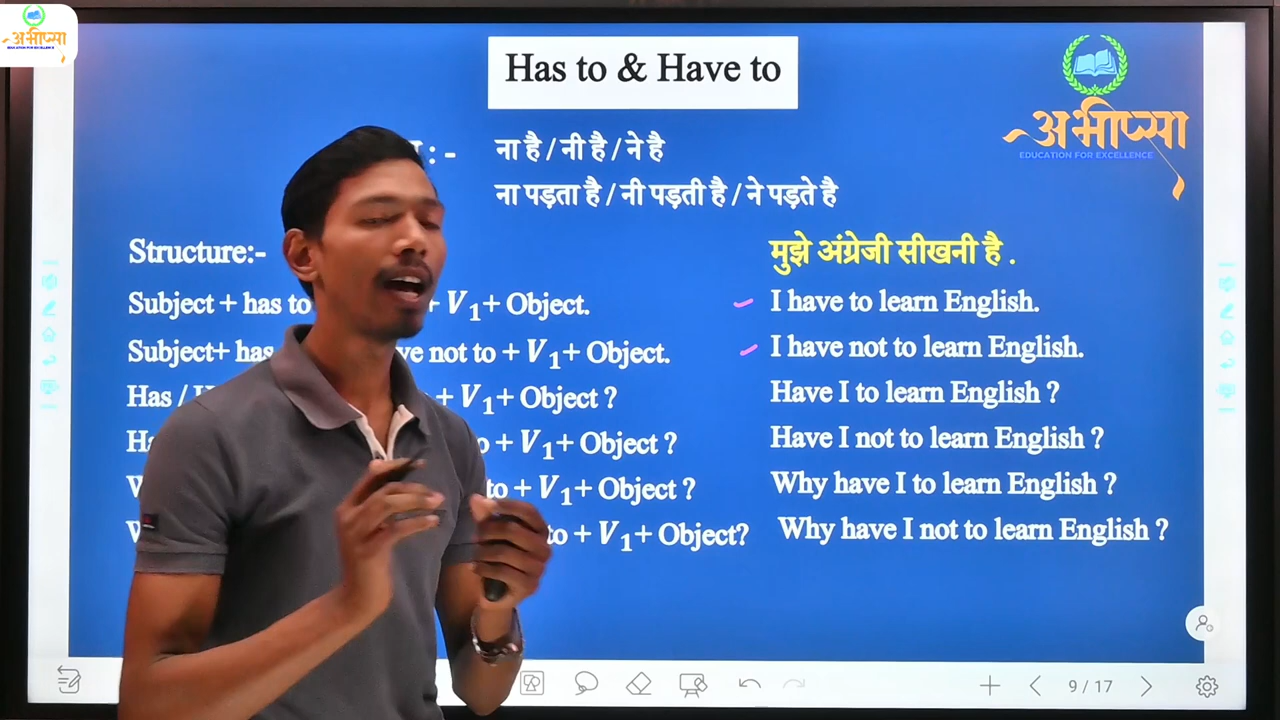 अभीप्सा
EDUCATION FOR EXCELLENCE
Has to & Have to
अभीप्सा
EDUCATION FOR EXCELLENCE
: - ना है / नी है / ने है
ना पड़ता है / नी पड़ती है / ने पड़ते है
Structure:-
मुझे अंग्रेजी सीखनी है .
Subject + has to + V1+ Object.
I have to learn English.
Subject+ has not to + V1+ Object.
I have not to learn English.
Has / + V1+ Object ?
Have I to learn English ?
+ V1+ Object ?
Have I not to learn English ?
to + V1+ Object ?
Why have I to learn English ?
to + V1+ Object?
Why have I not to learn English ?
9 / 17